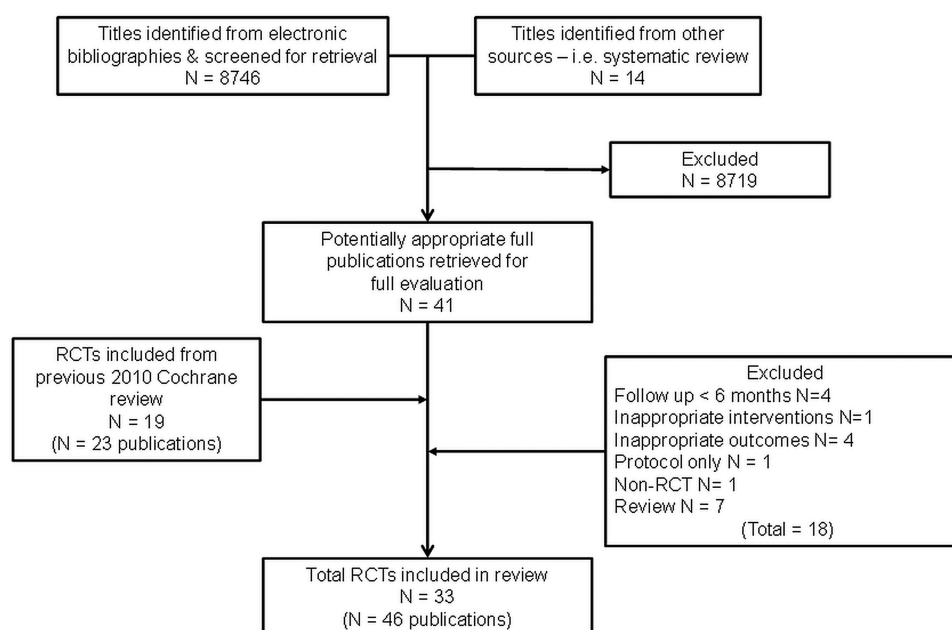 Titles identified from electronic
bibliographies & screened for retrieval
N = 8746
Titles identified from other
sources – i.e. systematic review
N = 14
Excluded
N = 8719
Potentially appropriate full
publications retrieved for
full evaluation
N = 41
RCTs included from
previous 2010 Cochrane
review
N = 19
(N = 23 publications)
Excluded
Follow up < 6 months N=4
Inappropriate interventions N=1
Inappropriate outcomes N= 4
Protocol only N = 1
Non-RCT N= 1
Review N = 7
(Total = 18)
Total RCTs included in review
N = 33
(N = 46 publications)